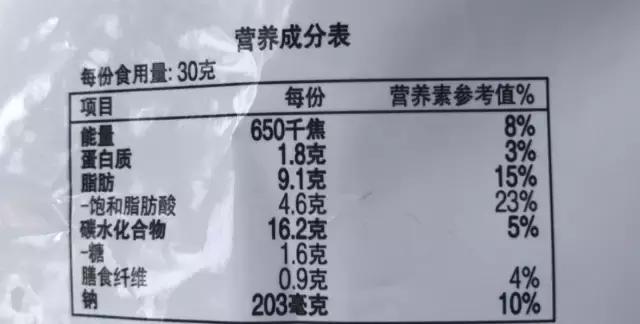 营养成分表
每份食用量: 30克
项目 每份 营养素参考值%
能量 650千焦 8%
蛋白质 1.8克 3%
脂肪 9.1克 15%
-饱和脂肪酸 4.6克 23%
碳水化合物 16.2克 5%
-糖 1.6克
膳食纤维 0.9克 4%
钠 203毫克 10%